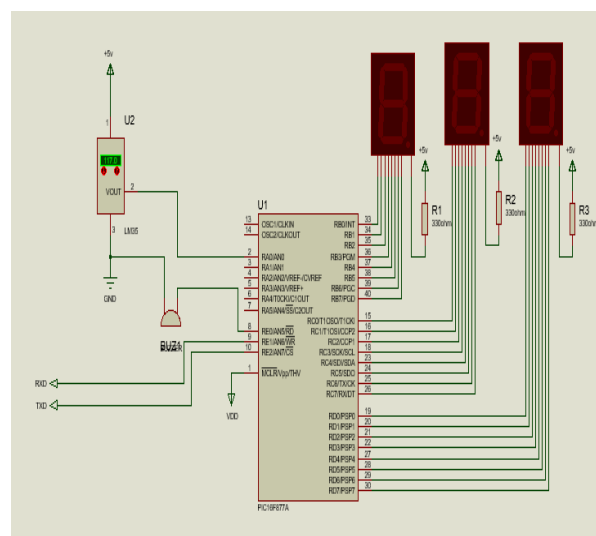 +5v
U2
1
VOUT
2
3
LM35
GND
BUZ1
RXD
TXD
VDD
U1
13 OSC1/CLKIN
14 OSC2/CLKOUT
2 RA0/AN0
3 RA1/AN1
4 RA2/AN2/VREF-/CVREF
5 RA3/AN3/VREF+
6 RA4/T0CKI/C1OUT
7 RA5/AN4/SS/C2OUT
8 RE0/AN5/RD
9 RE1/AN6/WR
10 RE2/AN7/CS
1 MCLR/Vpp/THV
RB0/INT 33
RB1 34
RB2 35
RB3/PGM 36
RB4 37
RB5 38
RB6/PGC 39
RB7/PGD 40
RC0/T1OSO/T1CKI 15
RC1/T1OSI/CCP2 16
RC2/CCP1 17
RC3/SCK/SCL 18
RC4/SDI/SDA 23
RC5/SDO 24
RC6/TX/CK 25
RC7/RX/DT 26
RD0/PSP0 19
RD1/PSP1 20
RD2/PSP2 21
RD3/PSP3 22
RD4/PSP4 27
RD5/PSP5 28
RD6/PSP6 29
RD7/PSP7 30
PIC16F877A
+5v
R1
330ohm
+5v
R2
330ohm
+5v
R3
330ohm